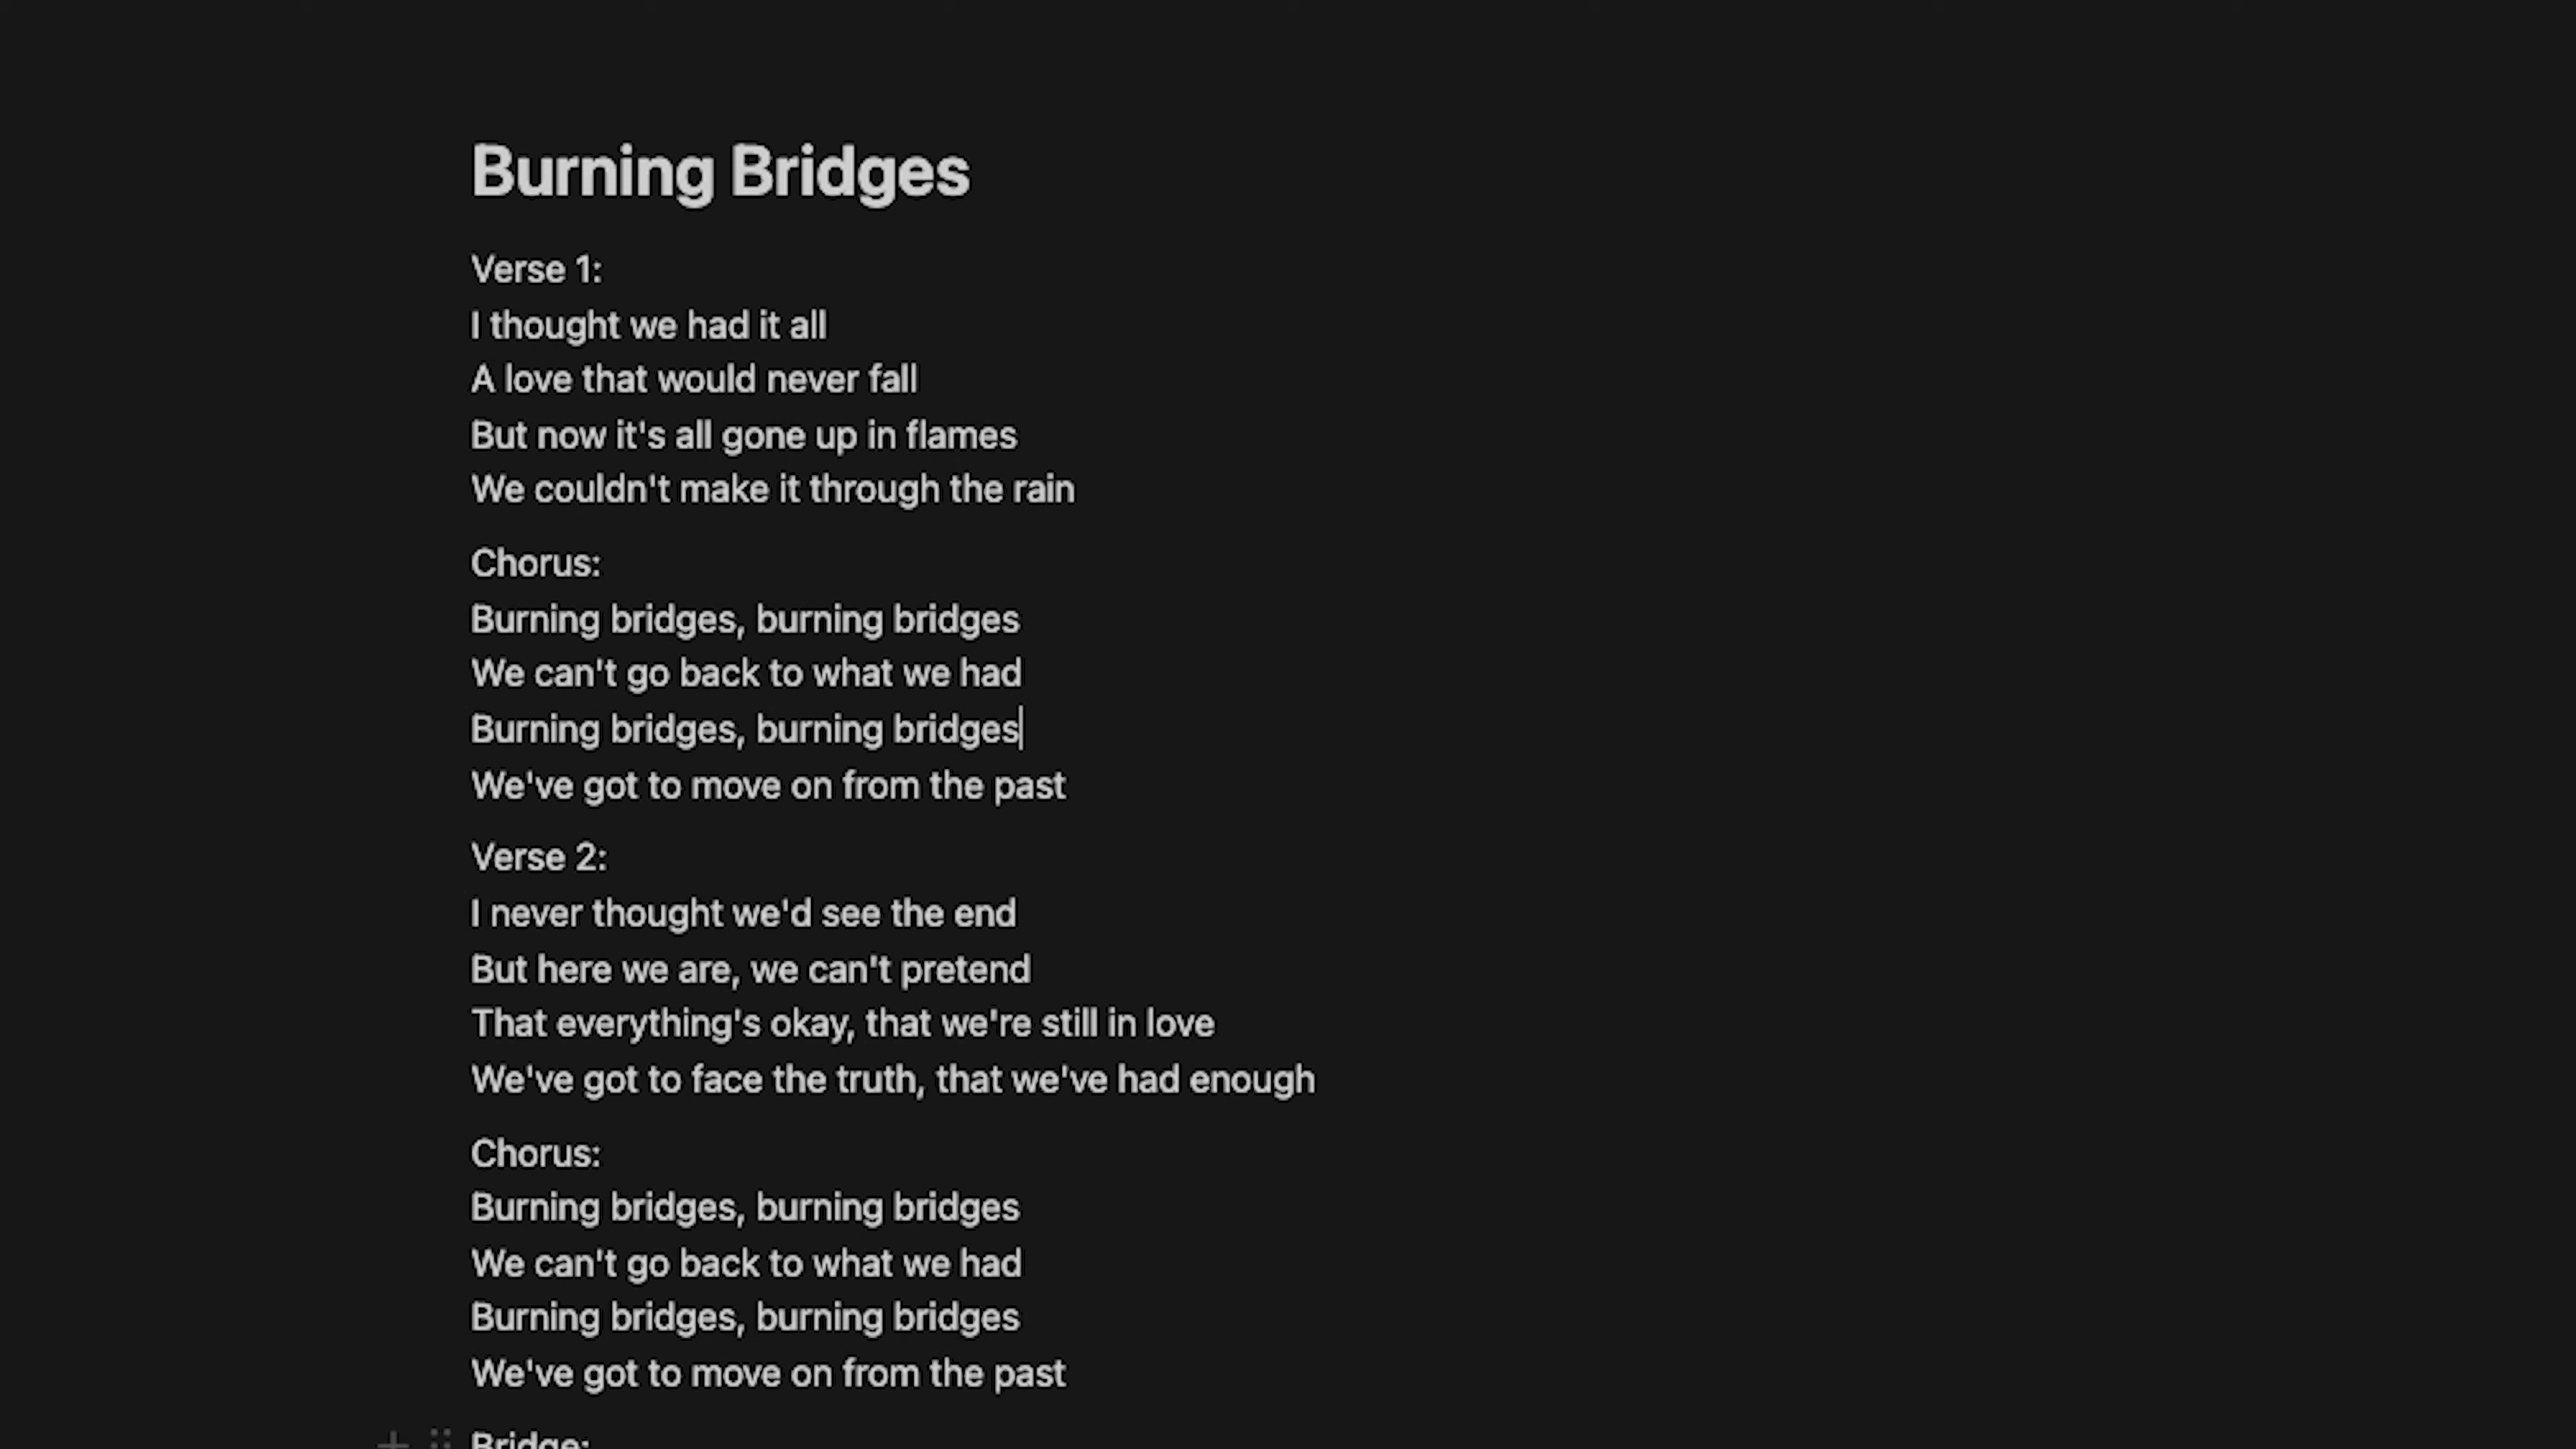 Burning Bridges
Verse 1:
I thought we had it all
A love that would never fall
But now it's all gone up in flames
We couldn't make it through the rain
Chorus:
Burning bridges, burning bridges
We can't go back to what we had
Burning bridges, burning bridges
We've got to move on from the past
Verse 2:
I never thought we'd see the end
But here we are, we can't pretend
That everything's okay, that we're still in love
We've got to face the truth, that we've had enough
Chorus:
Burning bridges, burning bridges
We can't go back to what we had
Burning bridges, burning bridges
We've got to move on from the past
Bridge: